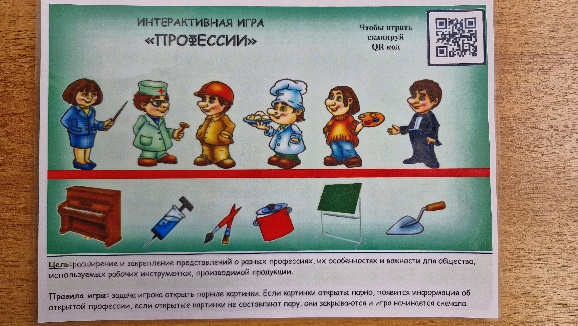 ИНТЕРАКТИВНАЯ ИГРА
«ПРОФЕССИИ»
Чтобы играть
сканируй
QR код
Цель: расширение и закрепление представлений о разных профессиях, их особенностях и важности для общества,
используемых рабочих инструментах, производимой продукции.
Правила игры: задача игрока открыть парные картинки. Если картинки открыты парно, появится информация об
открытой профессии, если открытые картинки не составляют пару, они закрываются и игра начинается сначала.